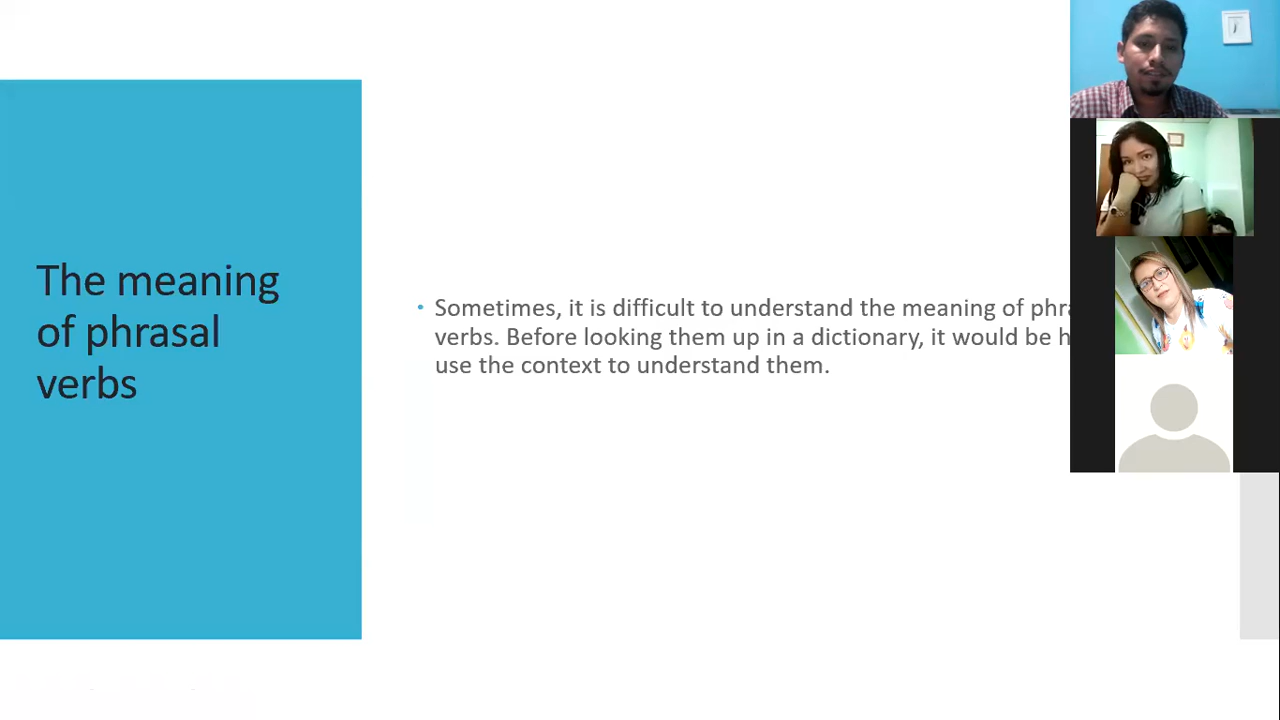 The meaning
of phrasal
verbs
Sometimes, it is difficult to understand the meaning of
verbs. Before looking them up in a dictionary, it would be
use the context to understand them.